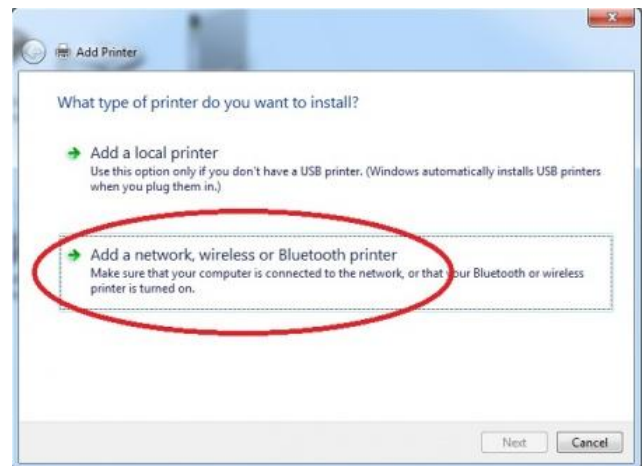 Add Printer
What type of printer do you want to install?
Add a local printer
Use this option only if you don't have a USB printer. (Windows automatically installs USB printers
when you plug them in.)
Add a network, wireless or Bluetooth printer
Make sure that your computer is connected to the network, or that your Bluetooth or wireless
printer is turned on.
Next Cancel